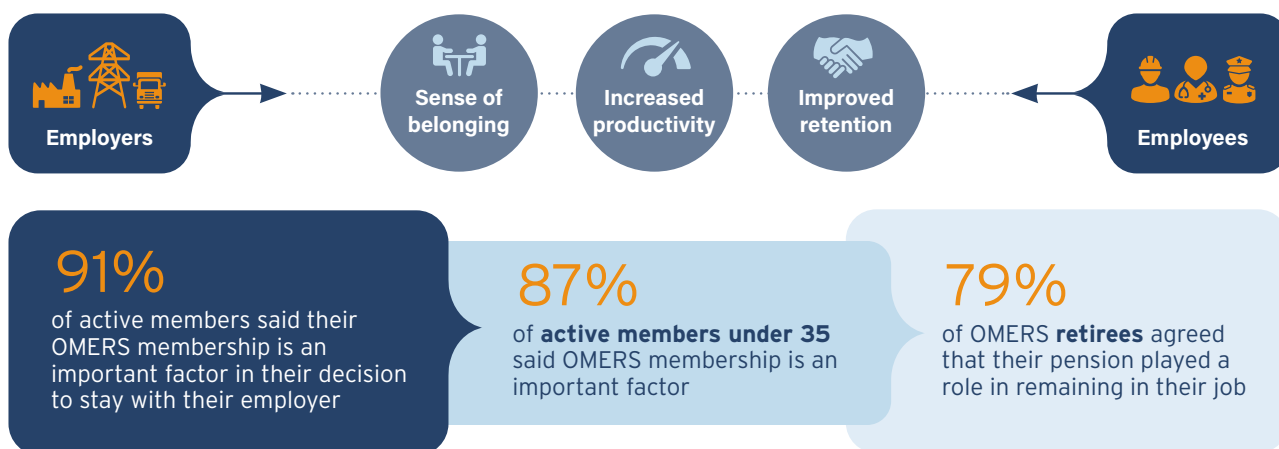 Employers
Sense of
belonging
Increased
productivity
Improved
retention
Employees
91%
of active members said their
OMERS membership is an
important factor in their decision
to stay with their employer
87%
of active members under 35
said OMERS membership is an
important factor
79%
of OMERS retirees agreed
that their pension played a
role in remaining in their job